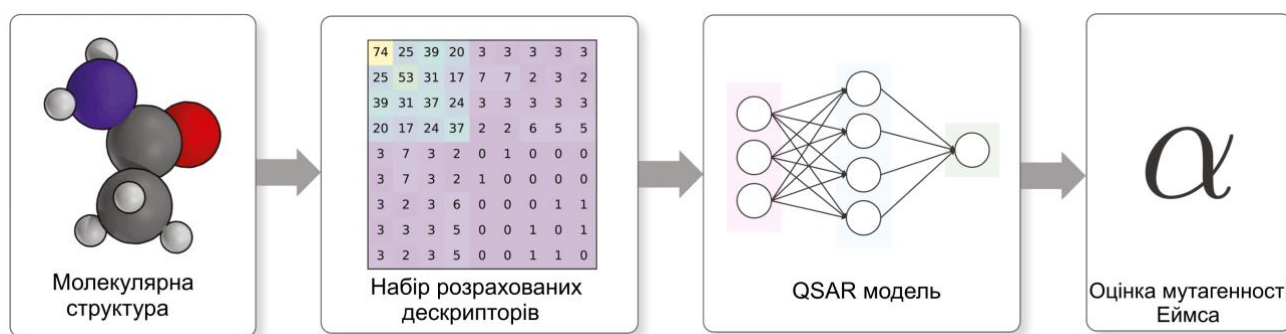 74 25 39 20 3 3 3 3 3
25 53 31 17 7 7 2 3 2
39 31 37 24 3 3 3 3 3
20 17 24 37 2 2 6 5 5
3 7 3 2 0 1 0 0 0
3 7 3 2 1 0 0 0 0
3 2 3 6 0 0 0 1 1
3 3 3 5 0 0 1 0 1
3 2 3 5 0 0 1 1 0
α
Молекулярна
структура
Набір розрахованих
дескрипторів
QSAR модель
Оцінка мутагенності
Еймса